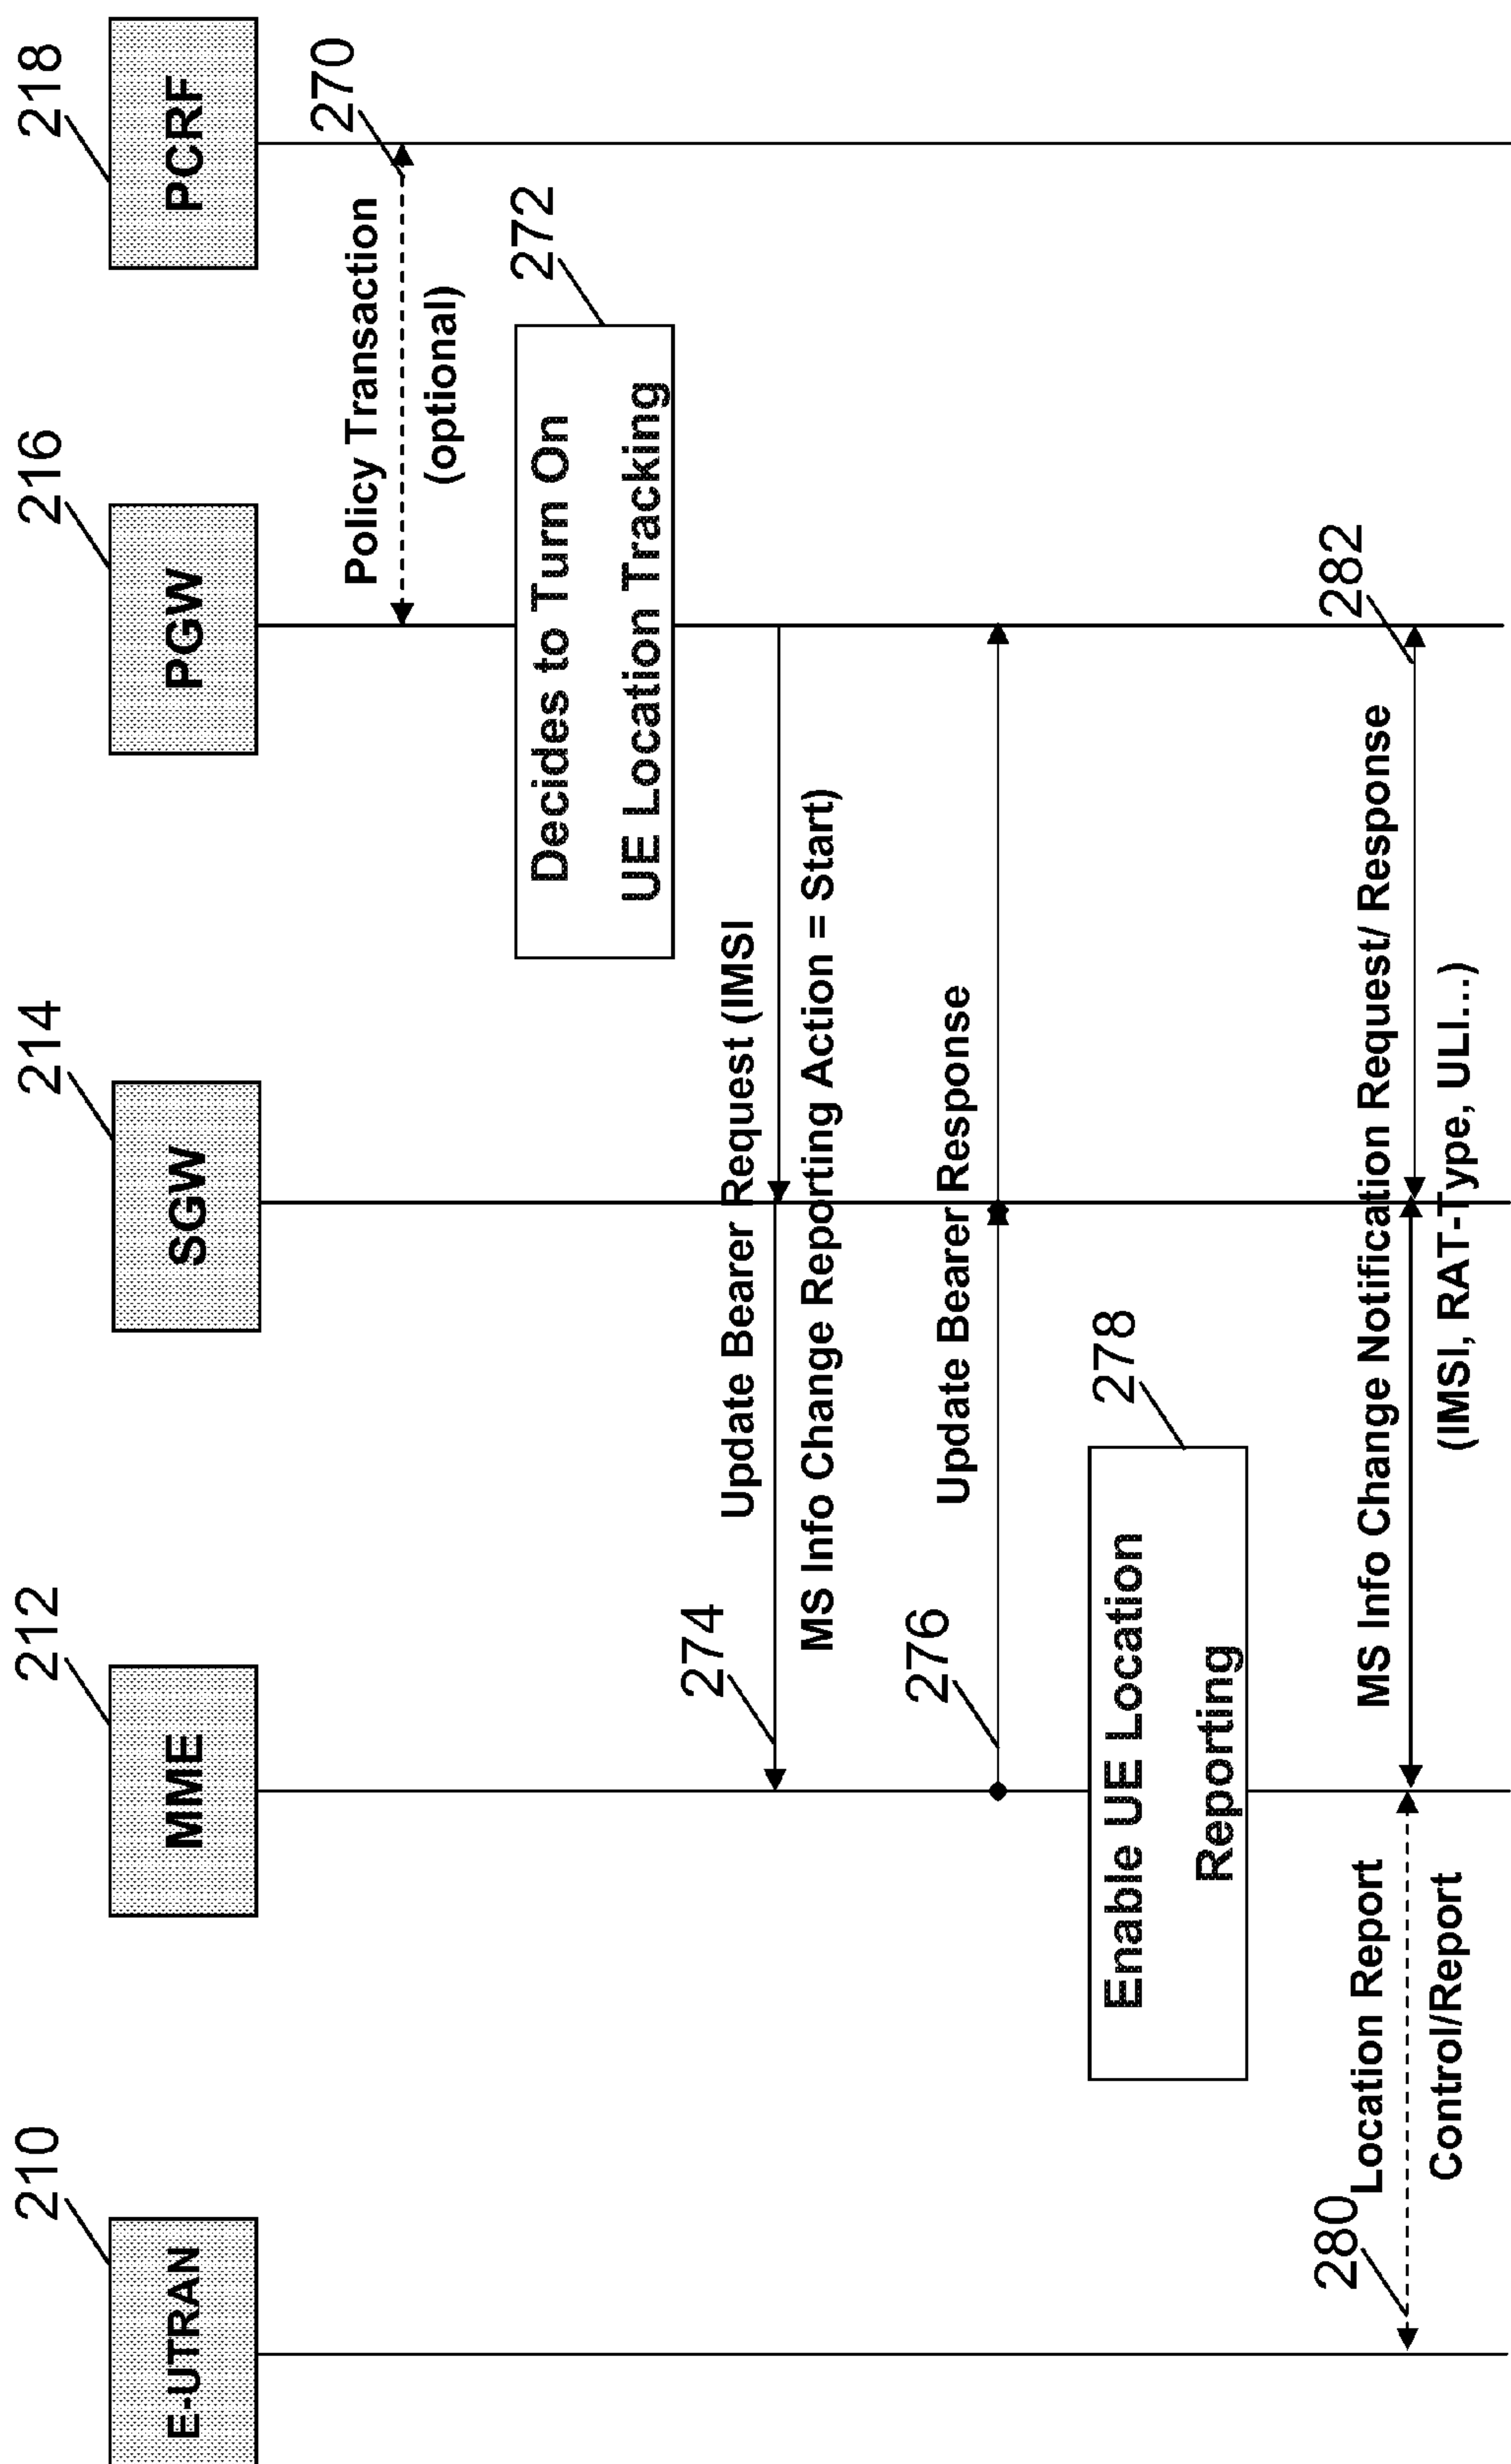 210
E-UTRAN
212
MME
214
SGW
216
PGW
218
PCRF
270
Policy Transaction
(optional)
272
Decides to Turn On
UE Location Tracking
274
Update Bearer Request (IMSI
MS Info Change Reporting Action = Start)
276
Update Bearer Response
278
Enable UE Location
Reporting
280
Location Report
Control/Report
282
MS Info Change Notification Request/ Response
(IMSI, RAT-Type, ULI...)